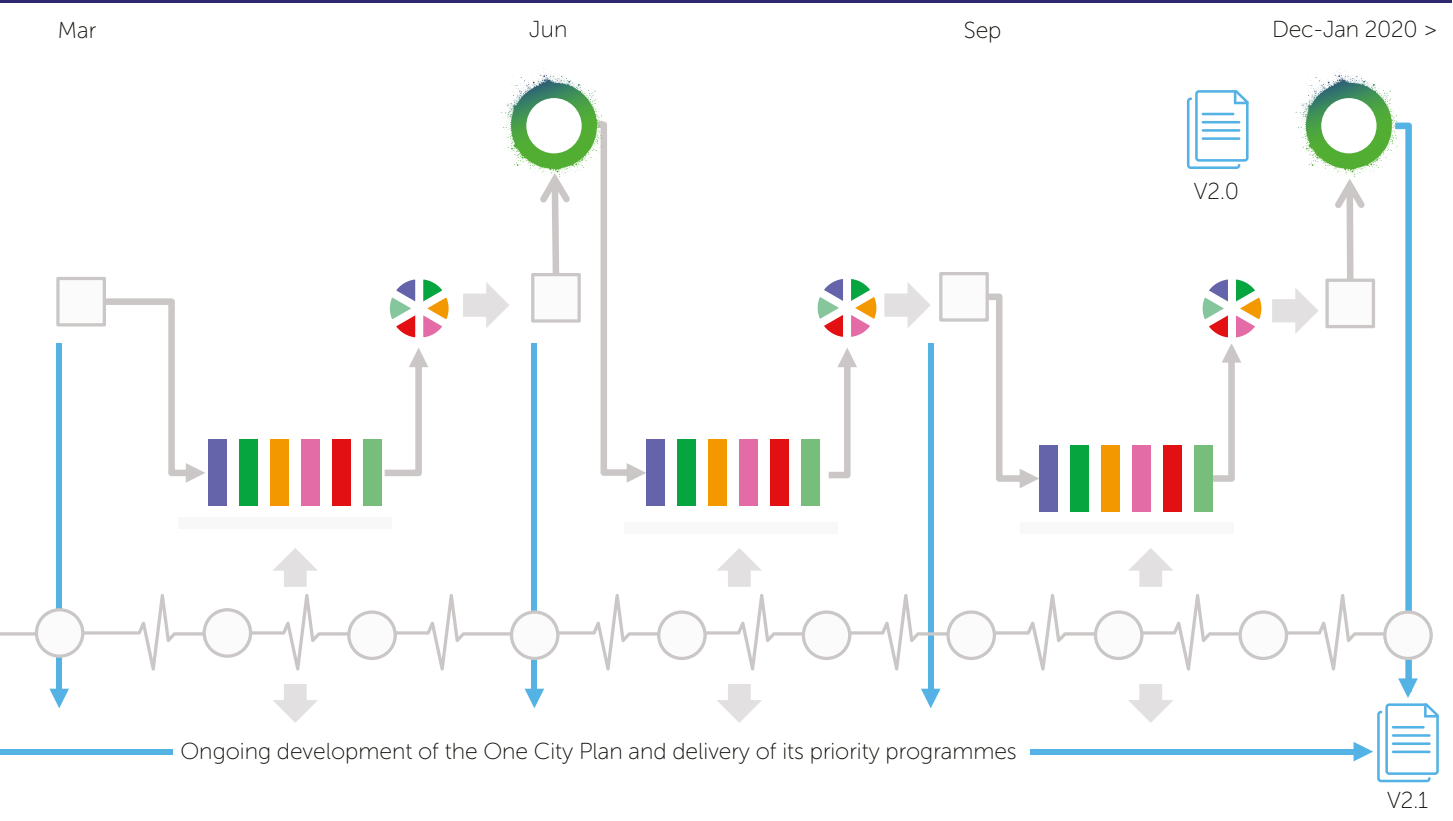 Mar
Jun
Sep
Dec-Jan 2020 >
V2.0
Ongoing development of the One City Plan and delivery of its priority programmes
V2.1